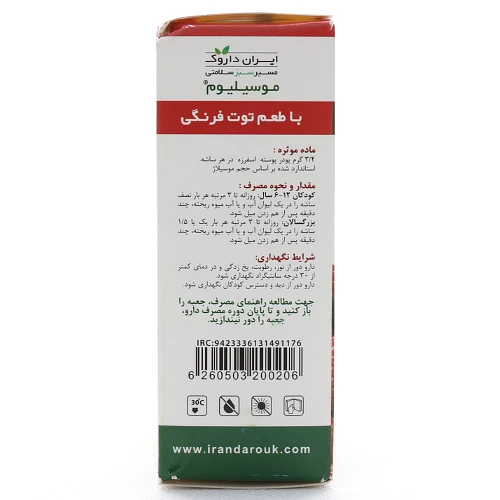 ایران داروک
مسیر سبز سلامتی
موسیلیوم®
با طعم توت فرنگی
ماده موثره :
۳/۴ گرم پودر پوسته اسفرزه در هر ساشه.
استاندارد شده بر اساس حجم موسیلاژ
مقدار و نحوه مصرف :
کودکان ۱۲-۶ سال: روزانه تا ۳ مرتبه هر بار نصف
ساشه را در یک لیوان آب و یا آب میوه ریخته، چند
دقیقه پس از هم زدن میل شود.
بزرگسالان: روزانه تا ۳ مرتبه هر بار یک تا ۱/۵
ساشه را در یک لیوان آب و یا آب میوه ریخته، چند
دقیقه پس از هم زدن میل شود.
شرایط نگهداری:
دارو دور از نور، رطوبت، یخ زدگی و در دمای کمتر
از ۳۰ درجه سانتیگراد نگهداری شود.
دارو دور از دید و دسترس کودکان نگهداری شود.
جهت مطالعه راهنمای مصرف، جعبه را
باز کنید و تا پایان دوره مصرف دارو،
جعبه را دور نیندازید.
IRC:9423336131491176
6 260503 200206
30°C
www.irandarouk.com